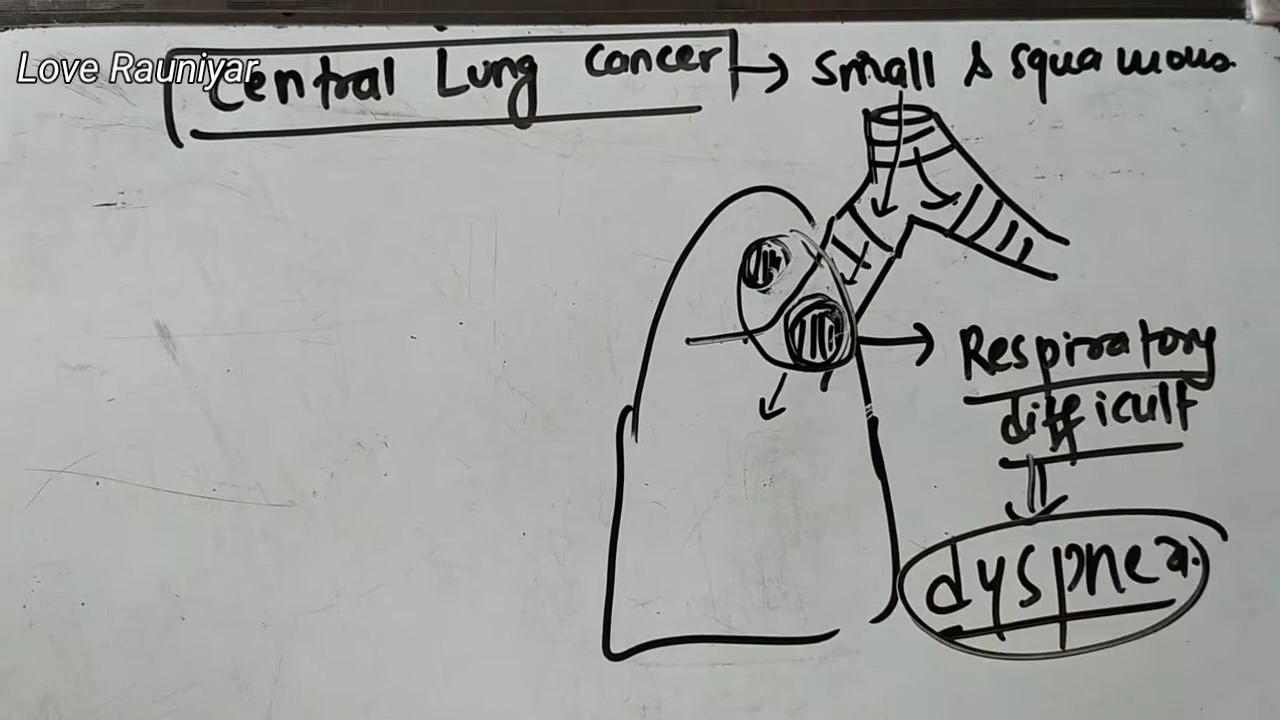 Love Rauniyar
Central Lung Cancer → Small & Squamous
Respiratory
difficult
dyspnea.